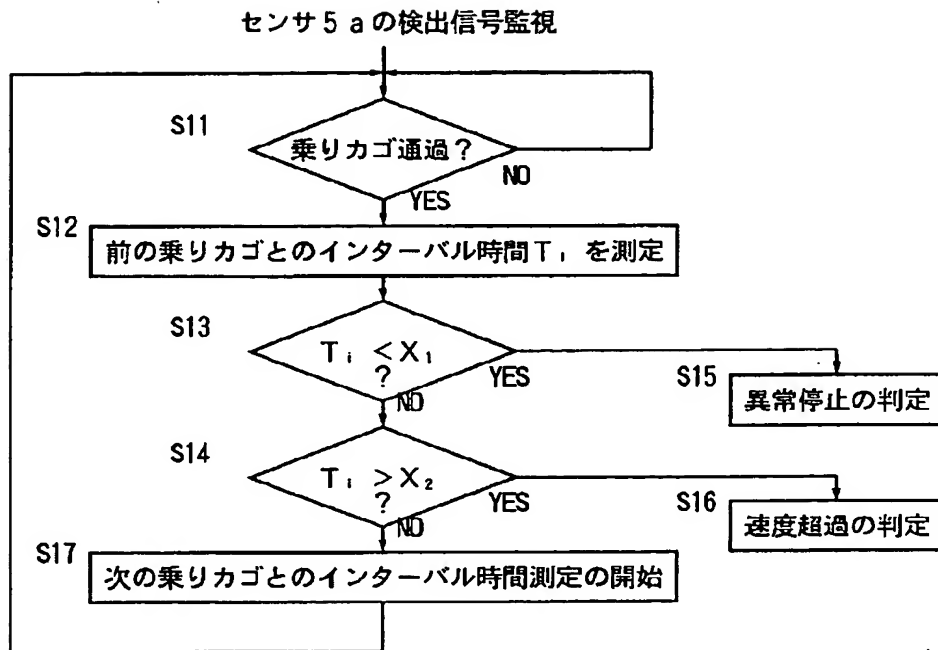 センサ5aの検出信号監視
S11
乗りカゴ通過?
NO
YES
S12
前の乗りカゴとのインターバル時間Tᵢを測定
S13
Tᵢ<X₁
?
YES
NO
S15
異常停止の判定
S14
Tᵢ>X₂
?
YES
NO
S16
速度超過の判定
S17
次の乗りカゴとのインターバル時間測定の開始